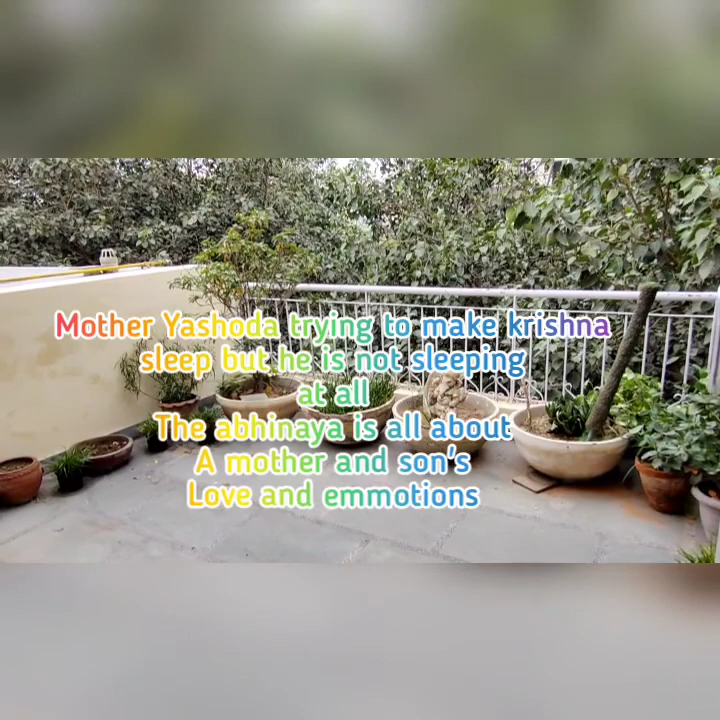 Mother Yashoda trying to make krishna
sleep but he is not sleeping
at all
The abhinaya is all about
A mother and son's
Love and emmotions